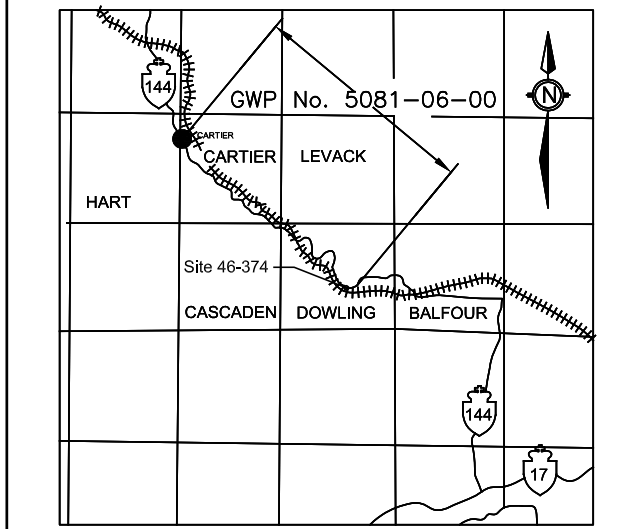 144
GWP No. 5081-06-00
N
CARTIER
CARTIER
LEVACK
HART
Site 46-374
CASCADEN
DOWLING
BALFOUR
144
17